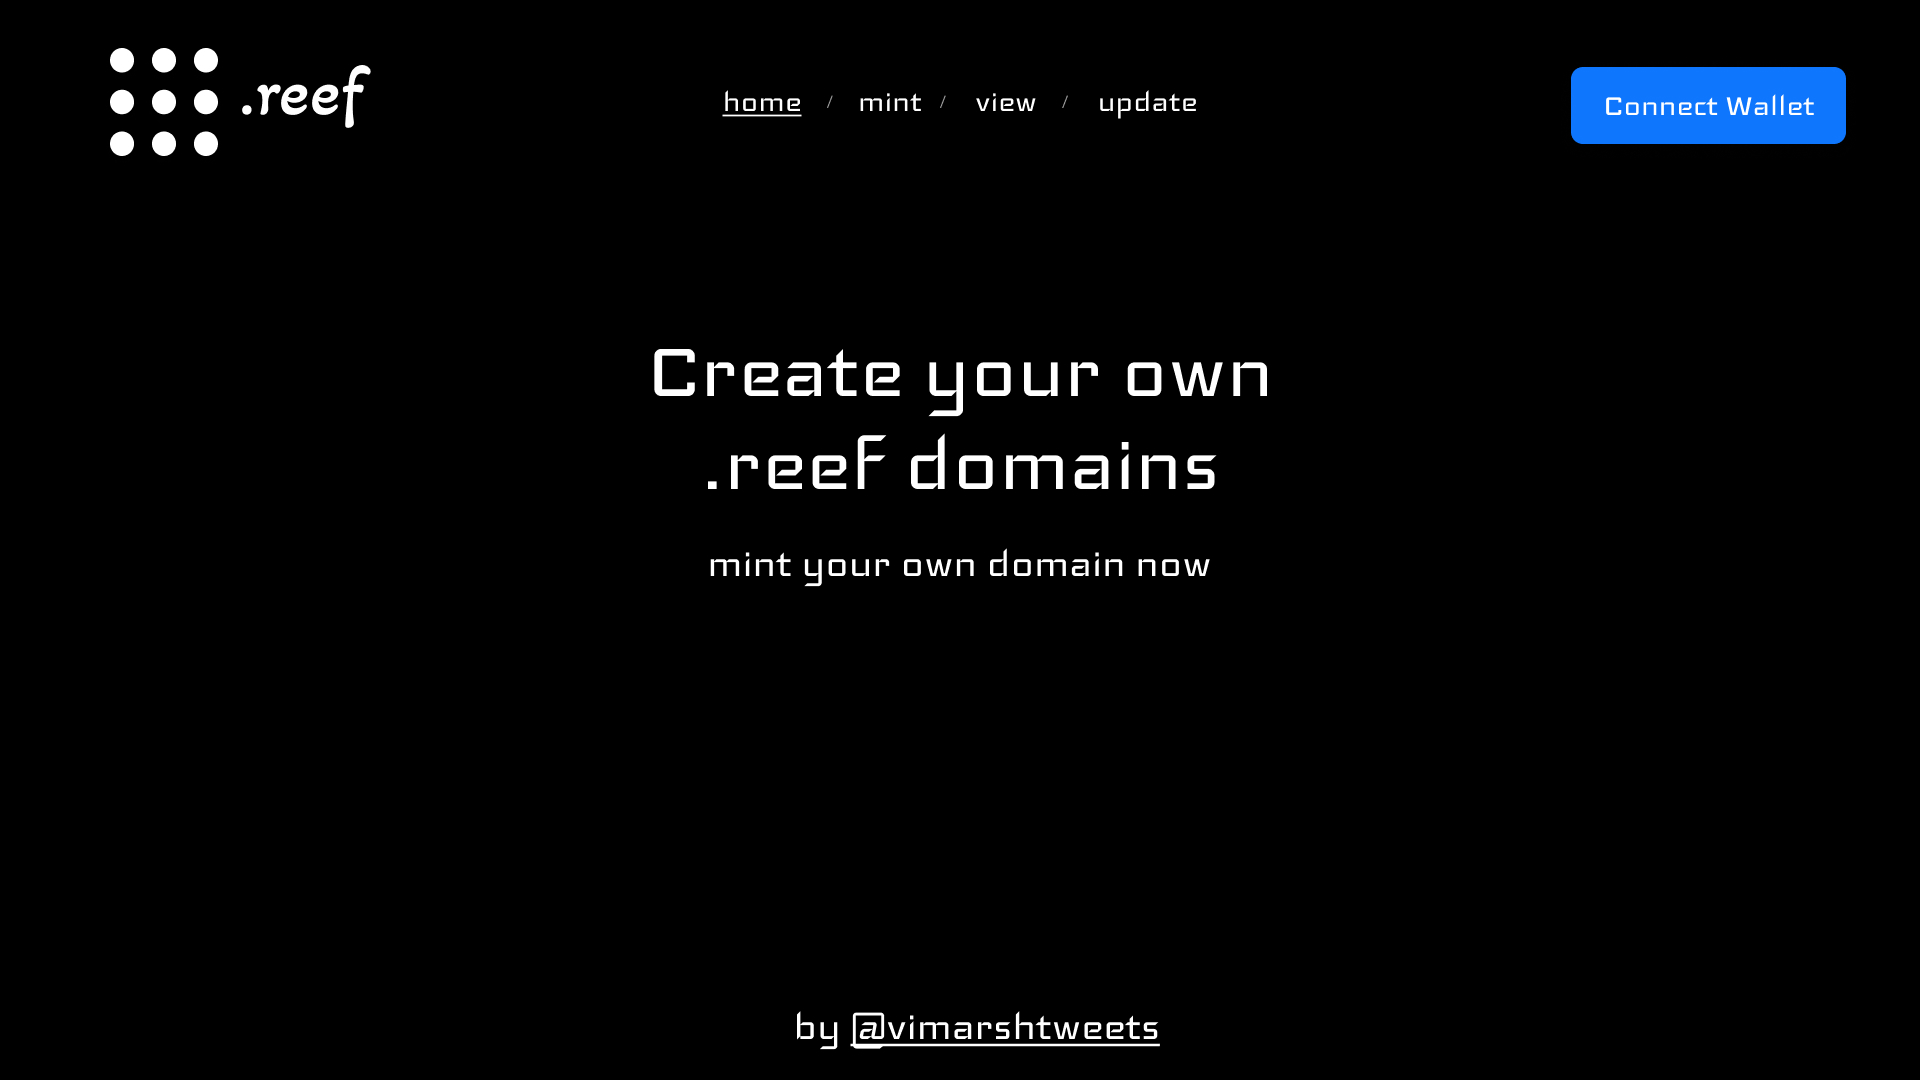 .reef
home / mint / view / update
Connect Wallet
Create your own
.reef domains
mint your own domain now
by @vimarshtweets